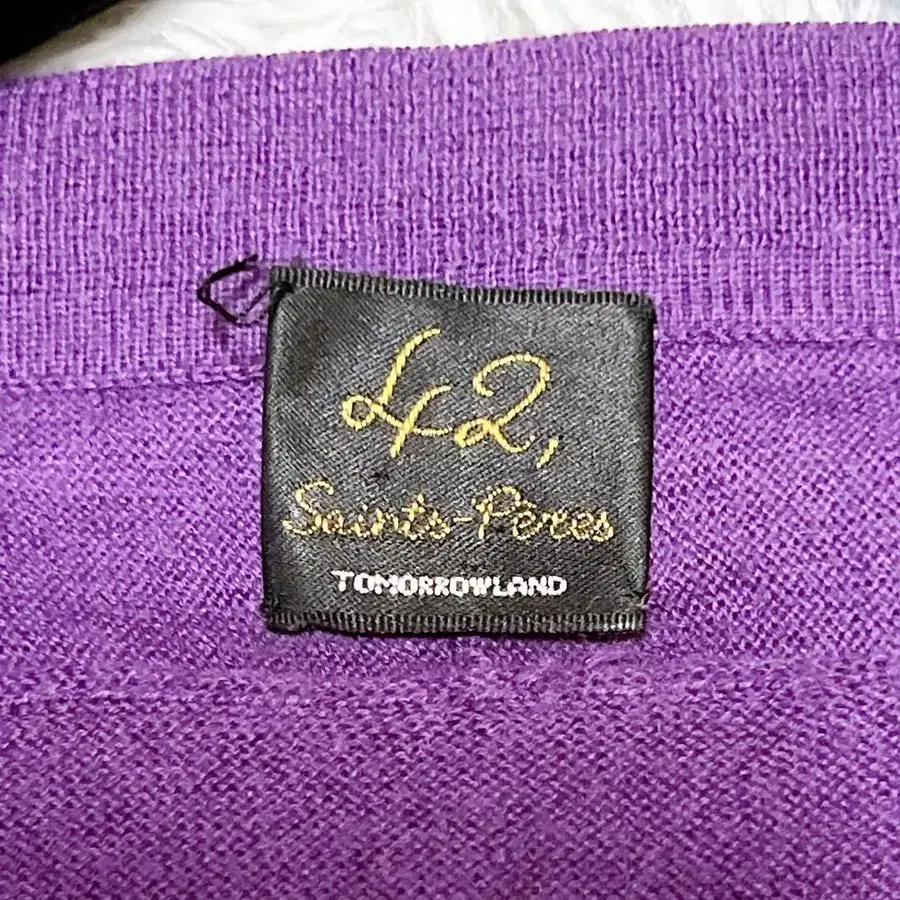 42,
Saints-Peres
TOMORROWLAND